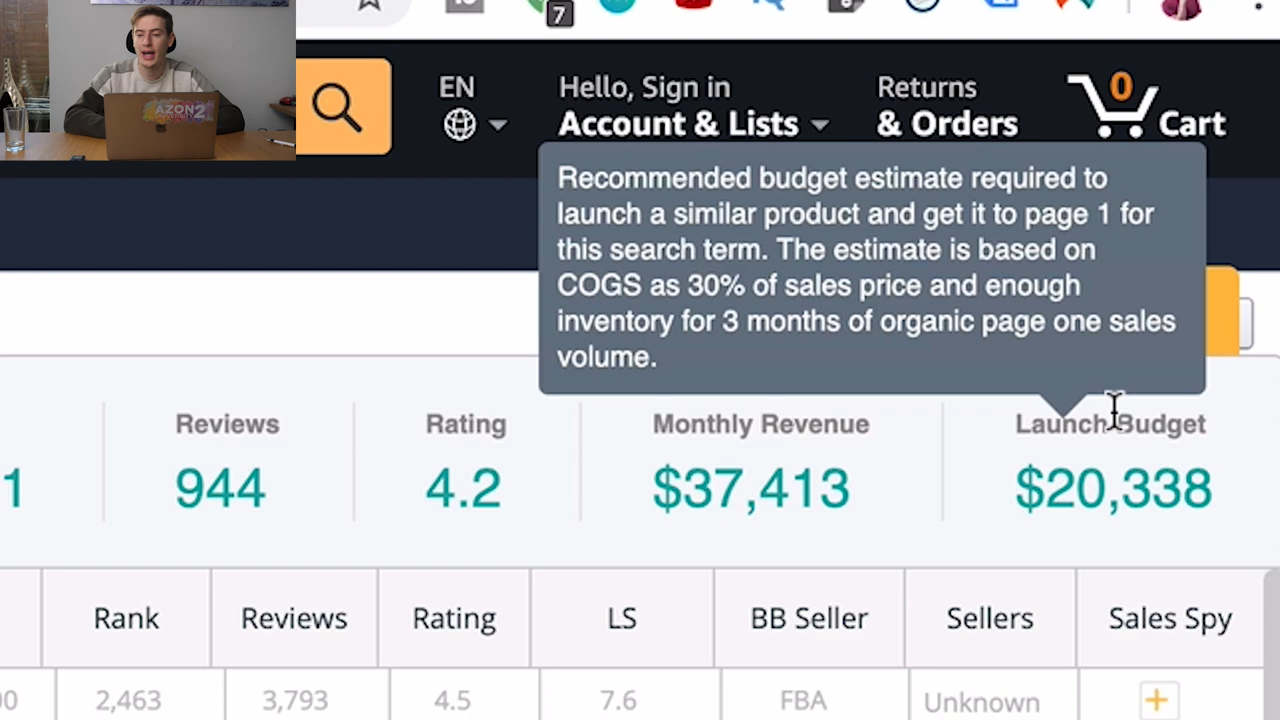 7
AZON2
EN
Hello, Sign in
Account & Lists
Returns
& Orders
0
Cart
Recommended budget estimate required to
launch a similar product and get it to page 1 for
this search term. The estimate is based on
COGS as 30% of sales price and enough
inventory for 3 months of organic page one sales
volume.
Reviews
Rating
Monthly Revenue
Launch Budget
1
944
4.2
$37,413
$20,338
Rank
Reviews
Rating
LS
BB Seller
Sellers
Sales Spy
00
2,463
3,793
4.5
7.6
FBA
Unknown
+